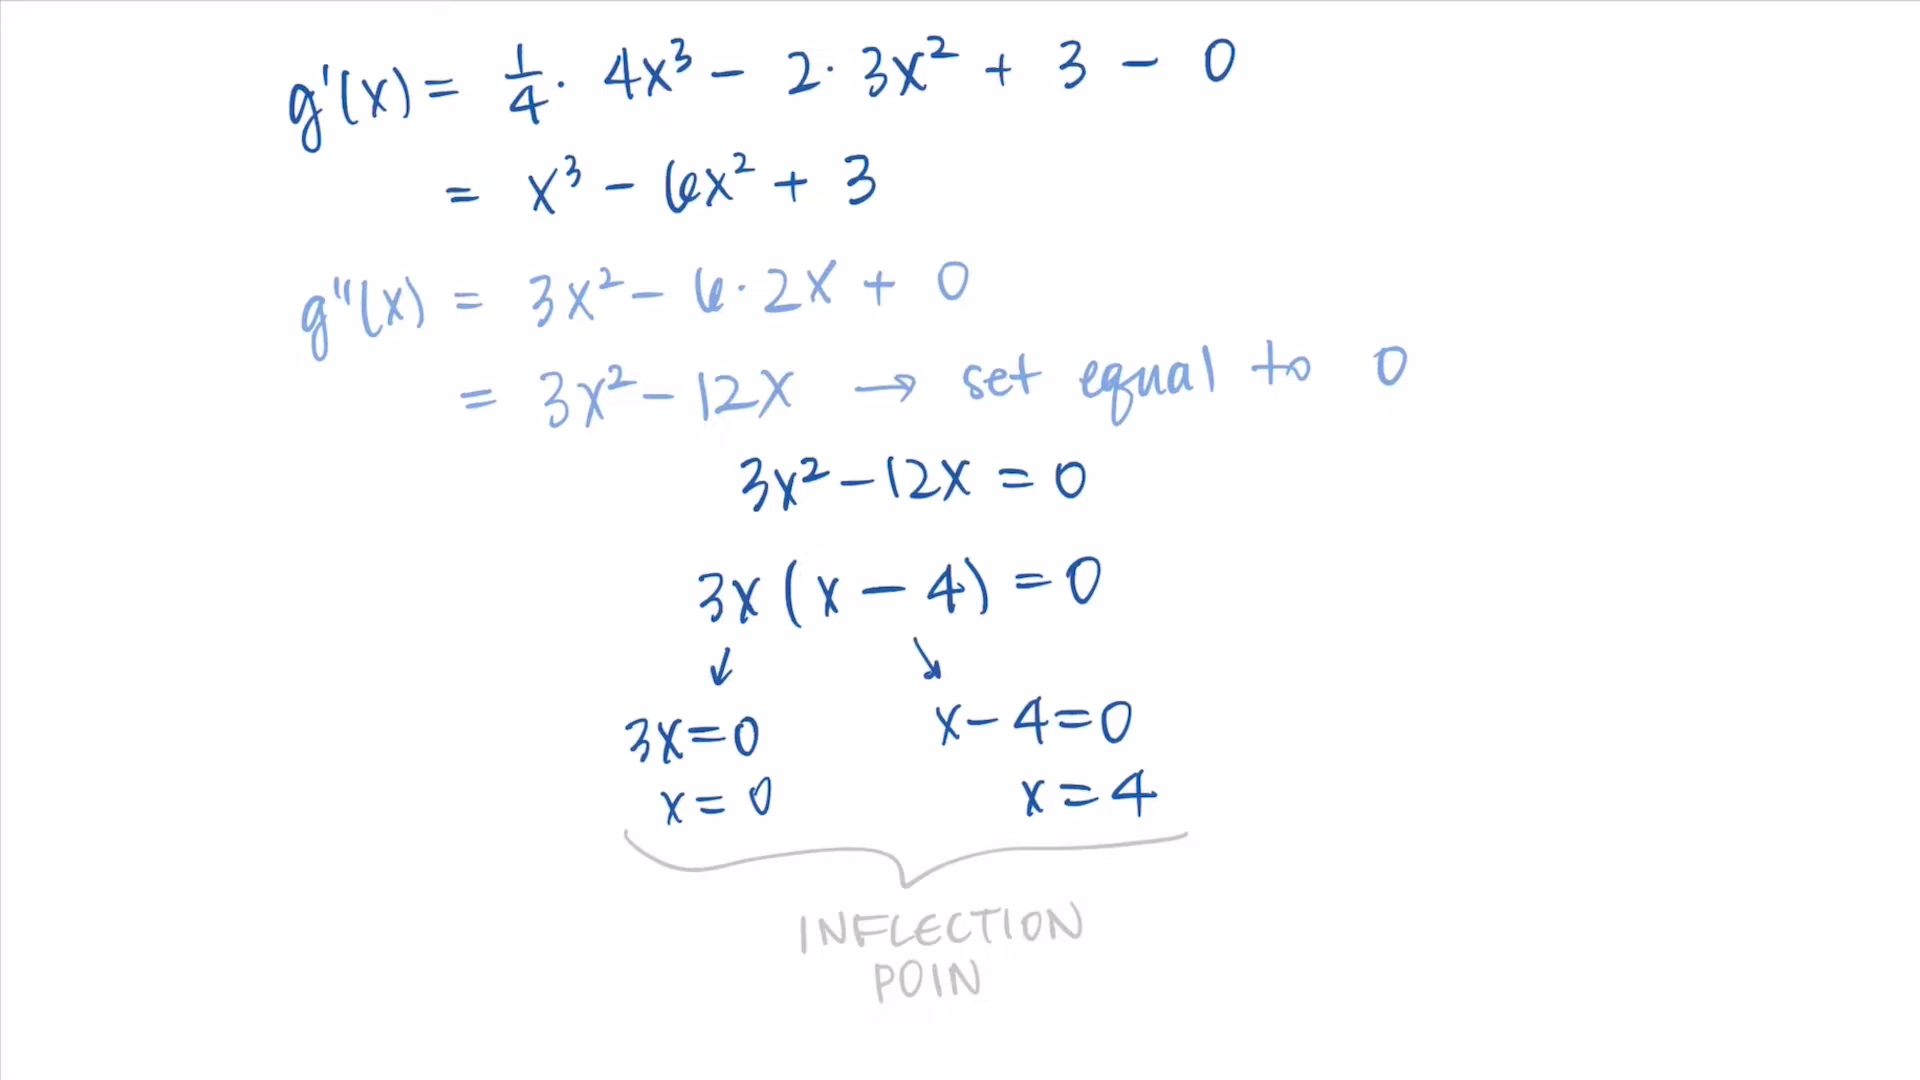 g'(x) = 1/4 · 4x³ − 2 · 3x² + 3 − 0
= x³ − 6x² + 3
g''(x) = 3x² − 6 · 2x + 0
= 3x² − 12x → set equal to 0
3x² − 12x = 0
3x (x − 4) = 0
↙ ↘
3x = 0 x − 4 = 0
x = 0 x = 4
INFLECTION
POIN